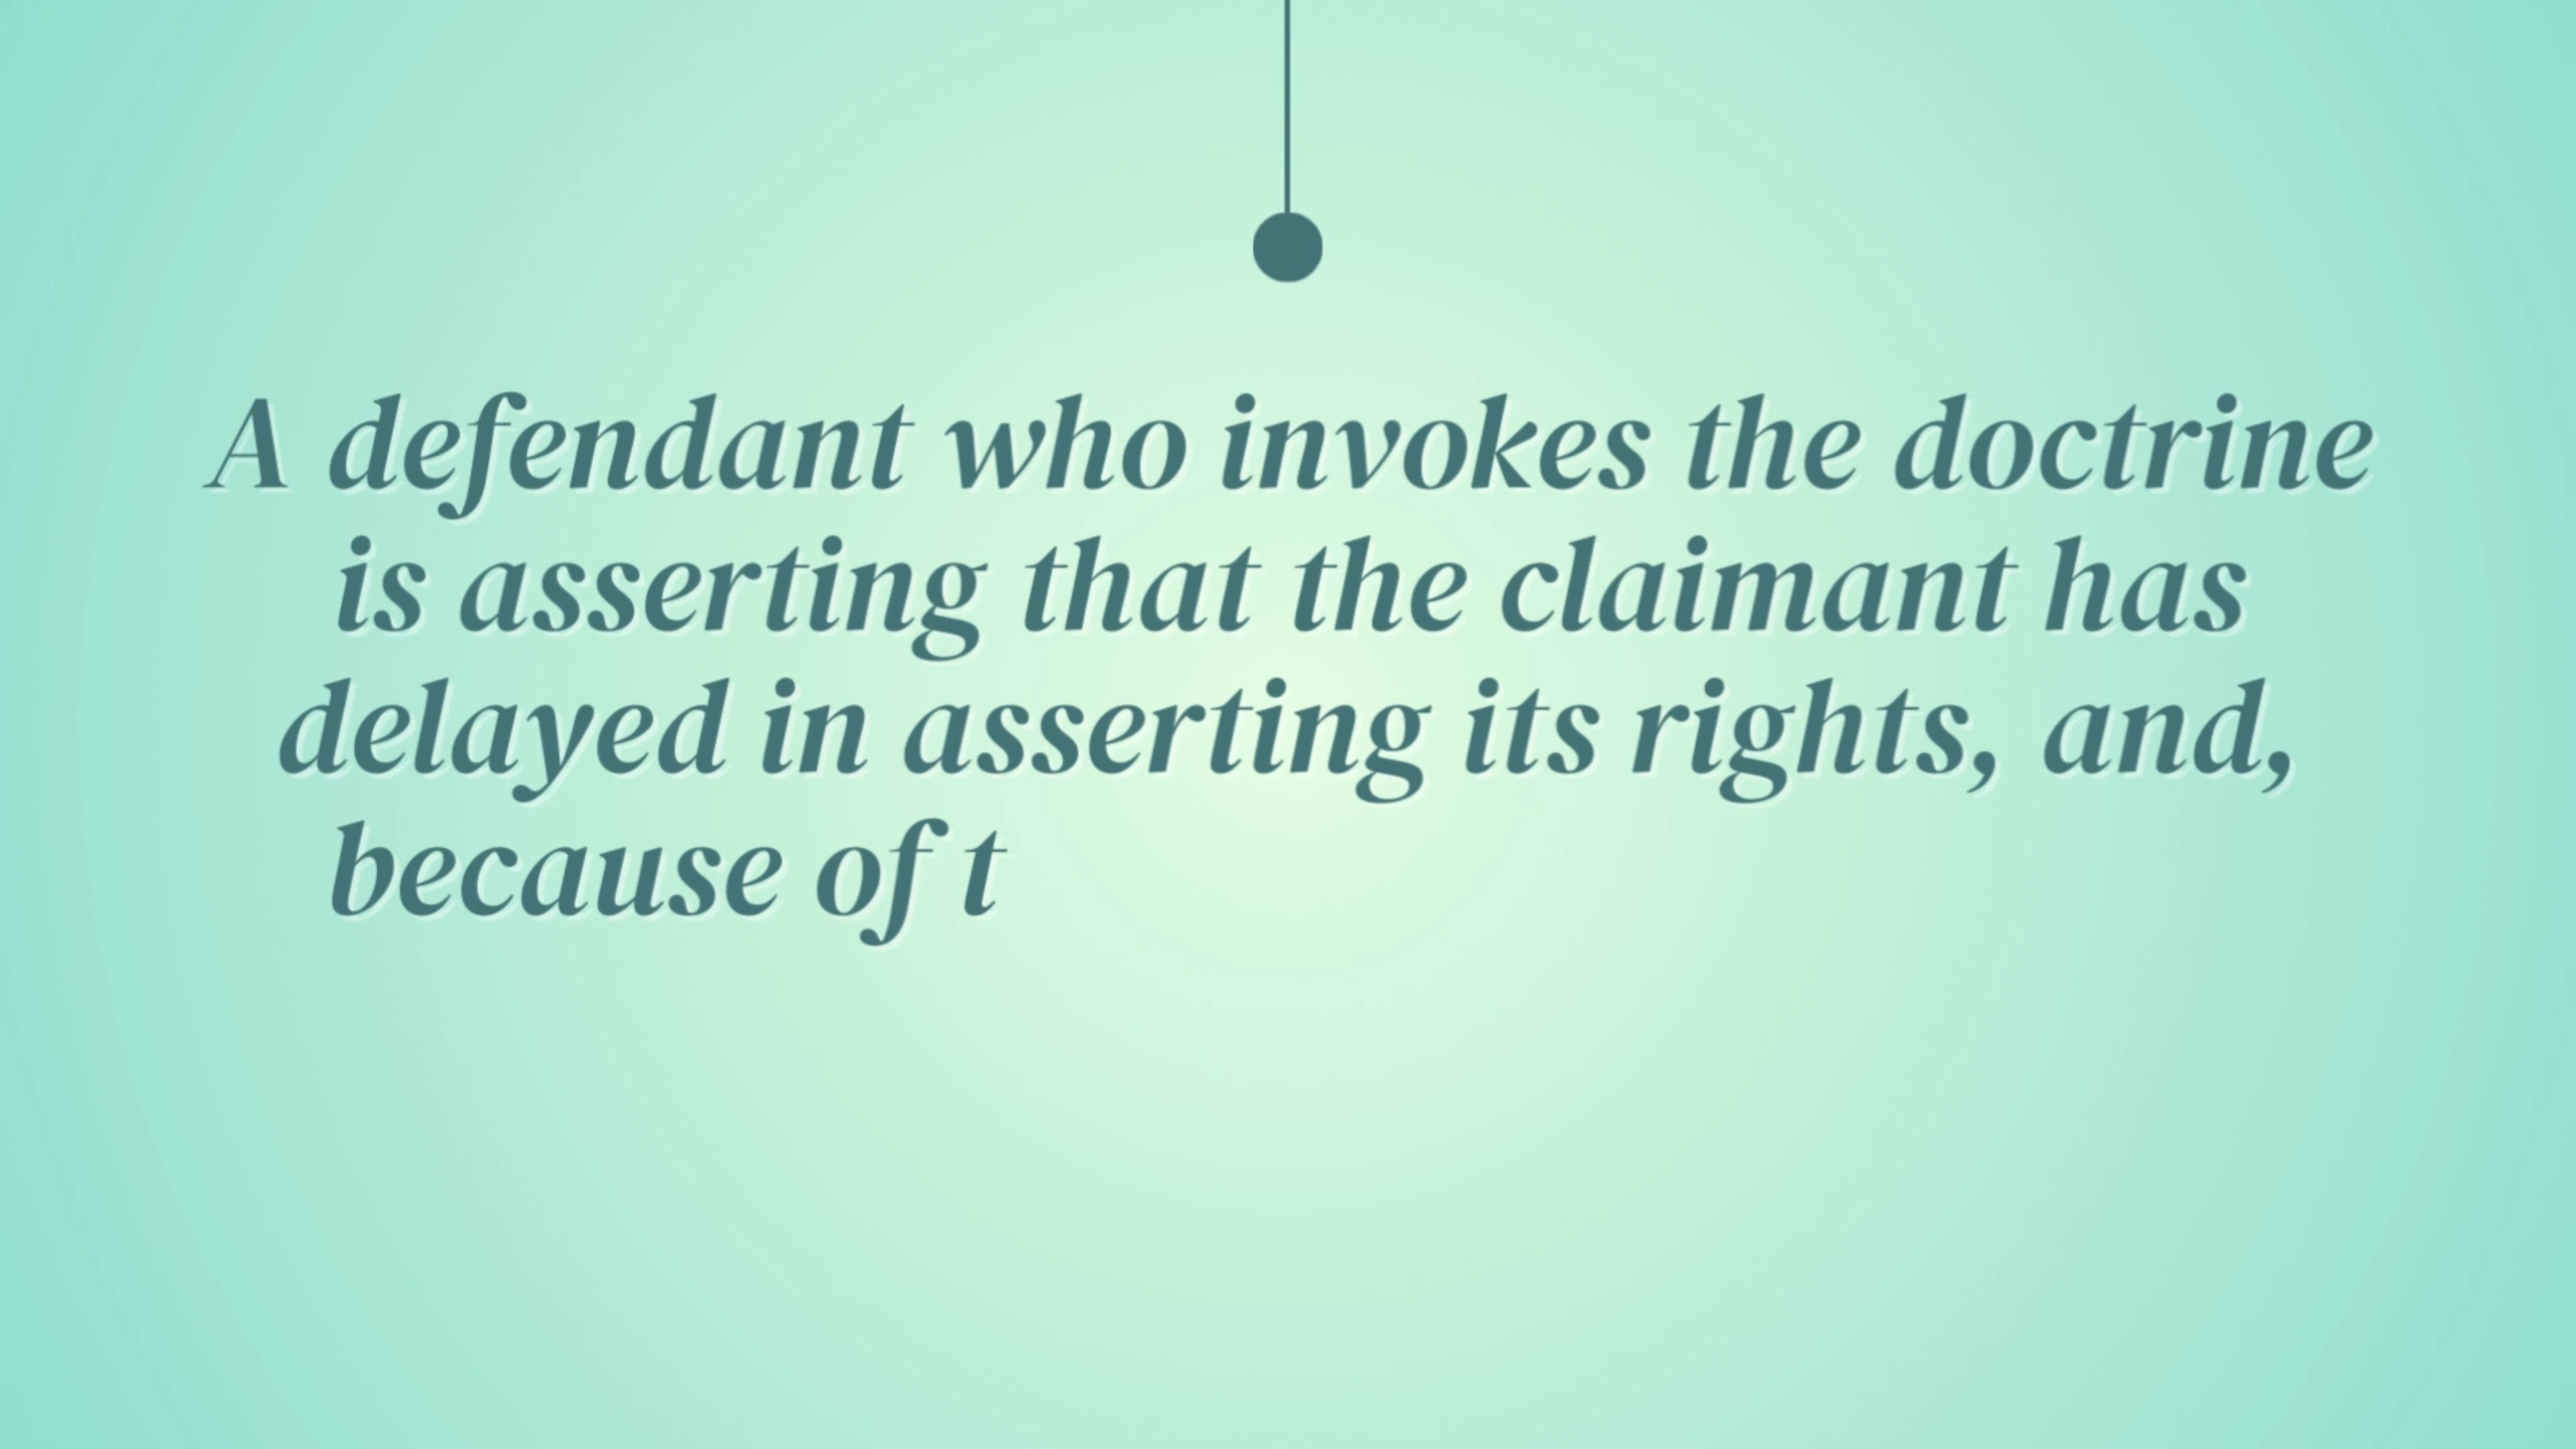 A defendant who invokes the doctrine
is asserting that the claimant has
delayed in asserting its rights, and,
because of t